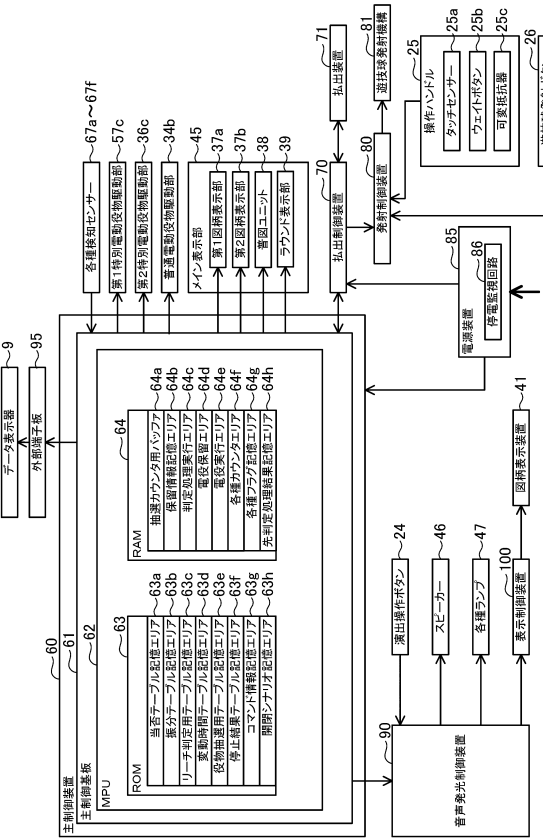 データ表示器
9
外部端子板
95
60
主制御装置
61
主制御基板
62
MPU
63
ROM
当否テーブル記憶エリア
63a
振分テーブル記憶エリア
63b
リーチ判定用テーブル記憶エリア
63c
変動時間テーブル記憶エリア
63d
役物抽選用テーブル記憶エリア
63e
停止結果テーブル記憶エリア
63f
コマンド情報記憶エリア
63g
開閉シナリオ記憶エリア
63h
64
RAM
抽選カウンタ用バッファ
64a
保留情報記憶エリア
64b
判定処理実行エリア
64c
電役保留エリア
64d
電役実行エリア
64e
各種カウンタエリア
64f
各種フラグ記憶エリア
64g
先判定処理結果記憶エリア
64h
各種検知センサー
67a～67f
第1特別電動役物駆動部
57c
第2特別電動役物駆動部
36c
普通電動役物駆動部
34b
メイン表示部
45
第1図柄表示部
37a
第2図柄表示部
37b
普図ユニット
38
ラウンド表示部
39
払出制御装置
70
払出装置
71
発射制御装置
80
遊技球発射機構
81
操作ハンドル
25
タッチセンサー
25a
ウェイトボタン
25b
可変抵抗器
25c
26
電源装置
85
停電監視回路
86
音声発光制御装置
90
演出操作ボタン
24
スピーカー
46
各種ランプ
47
表示制御装置
100
図柄表示装置
41